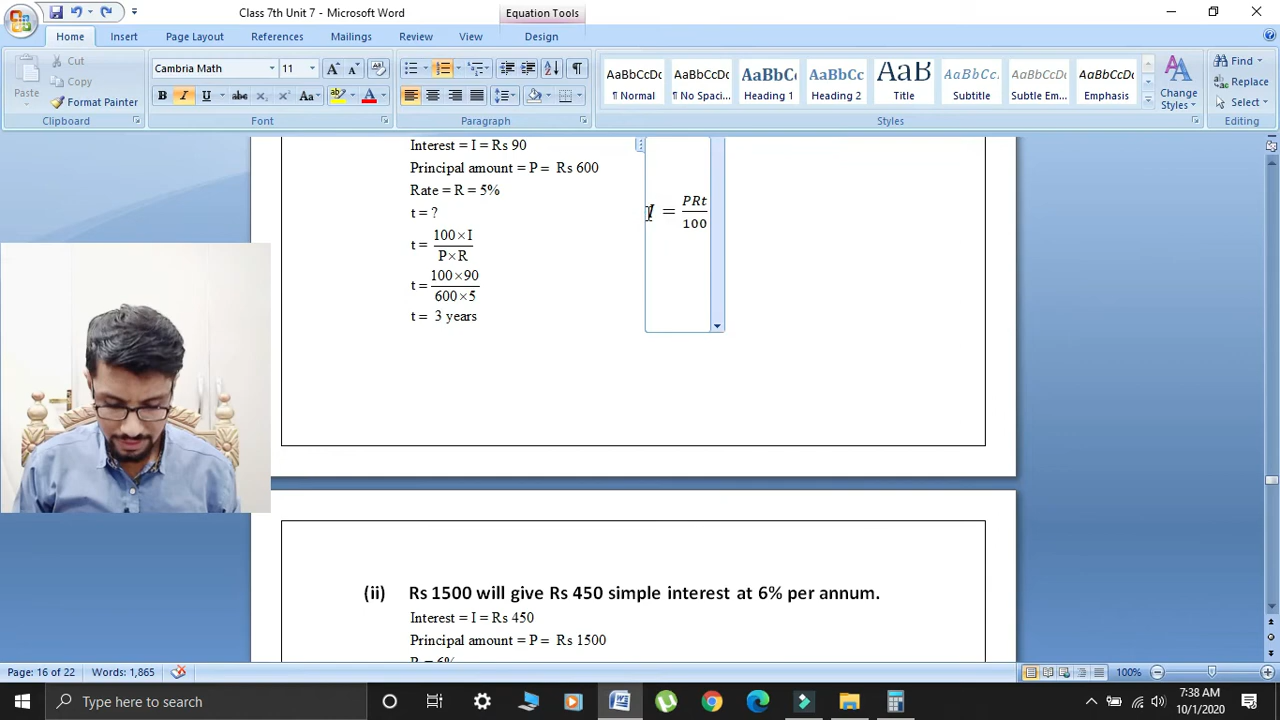 Class 7th Unit 7 - Microsoft Word
Equation Tools
Home
Insert
Page Layout
References
Mailings
Review
View
Design
Paste
Cut
Copy
Format Painter
Clipboard
Cambria Math
11
Font
Paragraph
AaBbCcDc
¶ Normal
AaBbCcDc
¶ No Spaci...
AaBbCc
Heading 1
AaBbCc
Heading 2
AaB
Title
AaBbCc.
Subtitle
AaBbCcDc
Subtle Em...
AaBbCcDc
Emphasis
Change Styles
Styles
Find
Replace
Select
Editing
Interest = I = Rs 90
Principal amount = P = Rs 600
Rate = R = 5%
t = ?
t = 100×I / P×R
t = 100×90 / 600×5
t = 3 years
I = PRt / 100
(ii) Rs 1500 will give Rs 450 simple interest at 6% per annum.
Interest = I = Rs 450
Principal amount = P = Rs 1500
R = 6%
Page: 16 of 22
Words: 1,865
100%
Type here to search
7:38 AM
10/1/2020